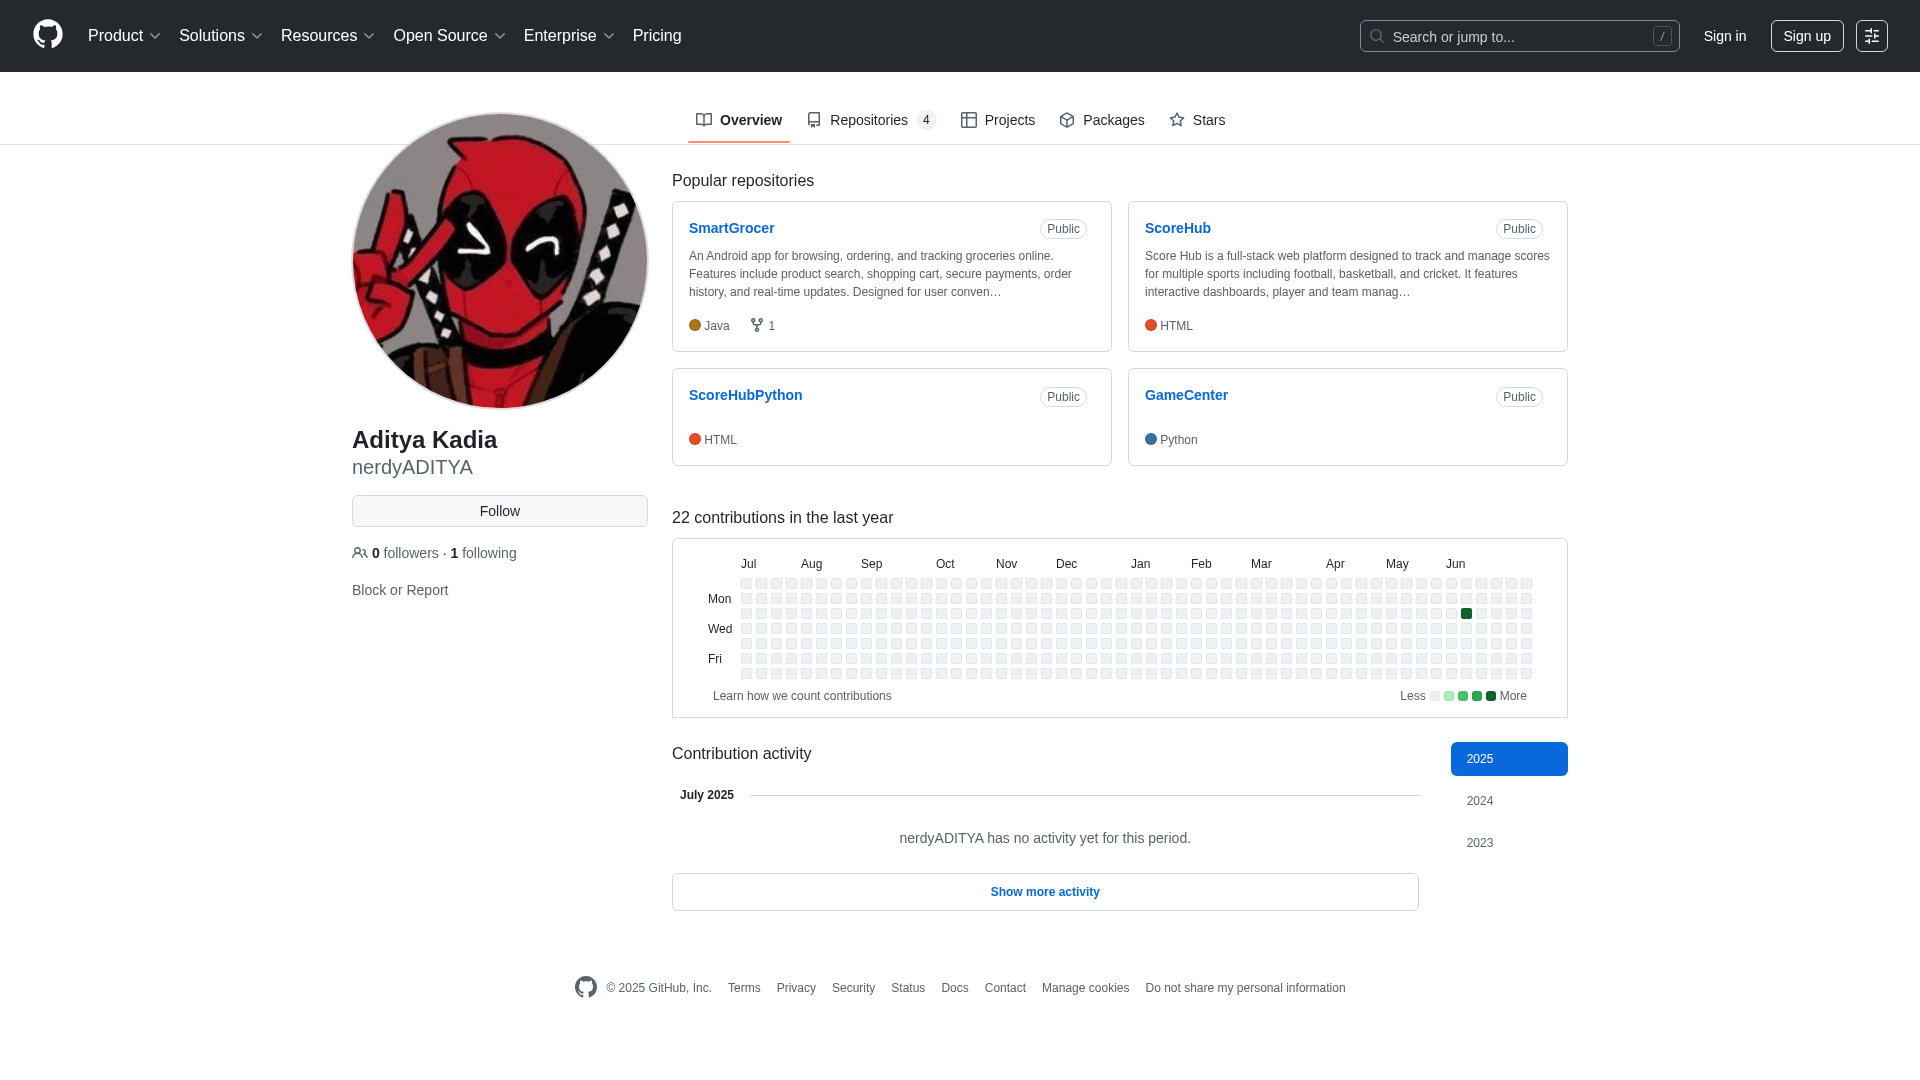 Product
Solutions
Resources
Open Source
Enterprise
Pricing
Search or jump to...
/
Sign in
Sign up
Overview
Repositories 4
Projects
Packages
Stars
Aditya Kadia
nerdyADITYA
Follow
0 followers · 1 following
Block or Report
Popular repositories
SmartGrocer
Public
An Android app for browsing, ordering, and tracking groceries online.
Features include product search, shopping cart, secure payments, order
history, and real-time updates. Designed for user conven…
Java
1
ScoreHub
Public
Score Hub is a full-stack web platform designed to track and manage scores
for multiple sports including football, basketball, and cricket. It features
interactive dashboards, player and team manag…
HTML
ScoreHubPython
Public
HTML
GameCenter
Public
Python
22 contributions in the last year
Jul Aug Sep Oct Nov Dec Jan Feb Mar Apr May Jun
Mon
Wed
Fri
Learn how we count contributions
Less
More
Contribution activity
July 2025
nerdyADITYA has no activity yet for this period.
Show more activity
2025
2024
2023
© 2025 GitHub, Inc.
Terms
Privacy
Security
Status
Docs
Contact
Manage cookies
Do not share my personal information